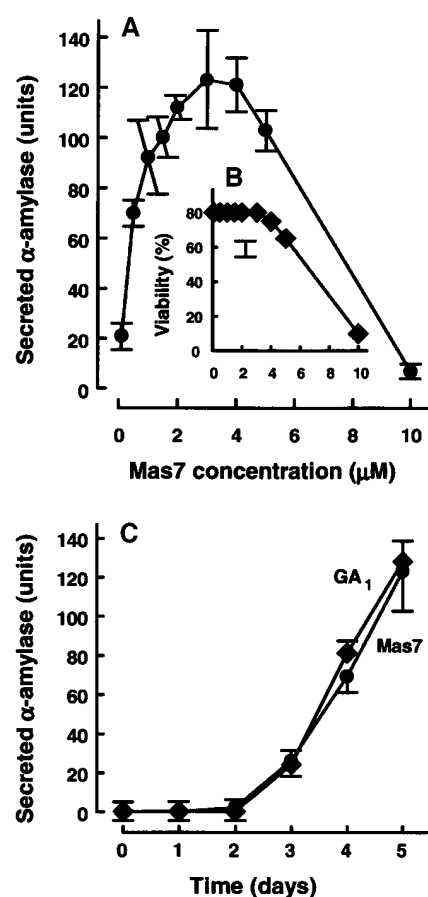 A
Secreted α-amylase (units)
140
120
100
80
60
40
20
0
B
Viability (%)
80
60
40
20
0
0 2 4 6 8 10
0 2 4 6 8 10
Mas7 concentration (μM)
C
Secreted α-amylase (units)
140
120
100
80
60
40
20
0
GA1
Mas7
0 1 2 3 4 5
Time (days)